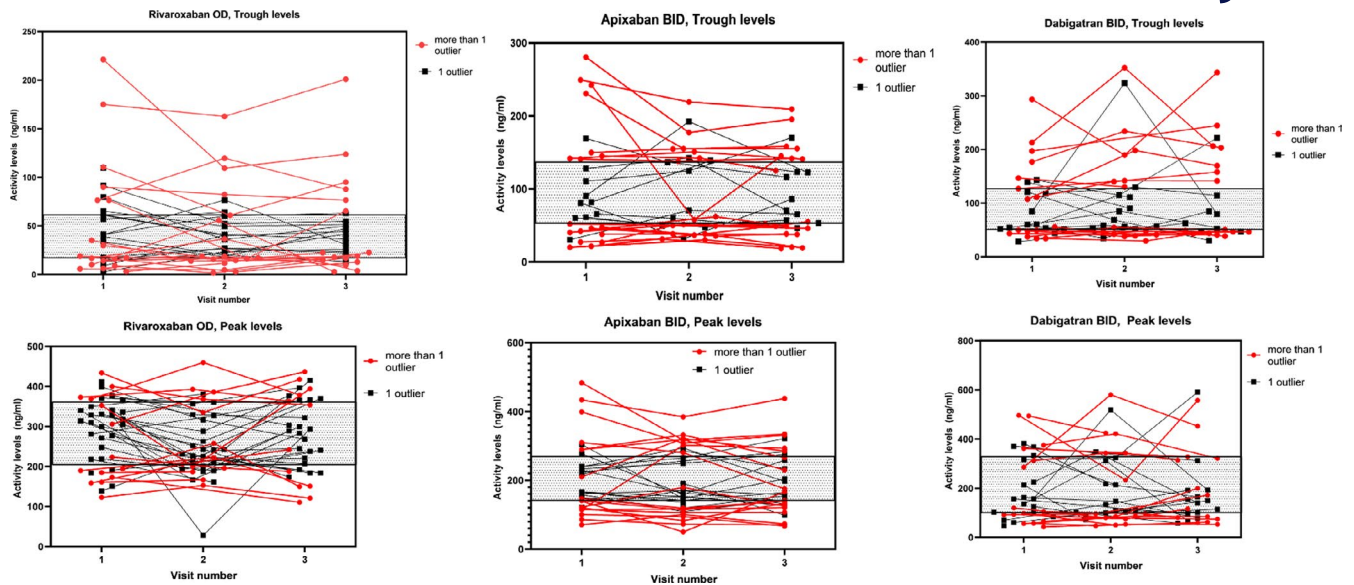 Rivaroxaban OD, Trough levels
Activity levels (ng/ml)
250
200
150
100
50
0
1
2
3
Visit number
more than 1
outlier
1 outlier
Apixaban BID, Trough levels
Activity levels (ng/ml)
300
200
100
0
1
2
3
Visit number
more than 1
outlier
1 outlier
Dabigatran BID, Trough levels
Activity levels (ng/ml)
400
300
200
100
0
1
2
3
Visit number
more than 1
outlier
1 outlier
Rivaroxaban OD, Peak levels
Activity levels (ng/ml)
500
400
300
200
100
0
1
2
3
Visit number
more than 1
outlier
1 outlier
Apixaban BID, Peak levels
Activity levels (ng/ml)
600
400
200
0
1
2
3
Visit number
more than 1 outlier
1 outlier
Dabigatran BID, Peak levels
Activity levels (ng/ml)
800
600
400
200
0
1
2
3
Visit number
more than 1
outlier
1 outlier